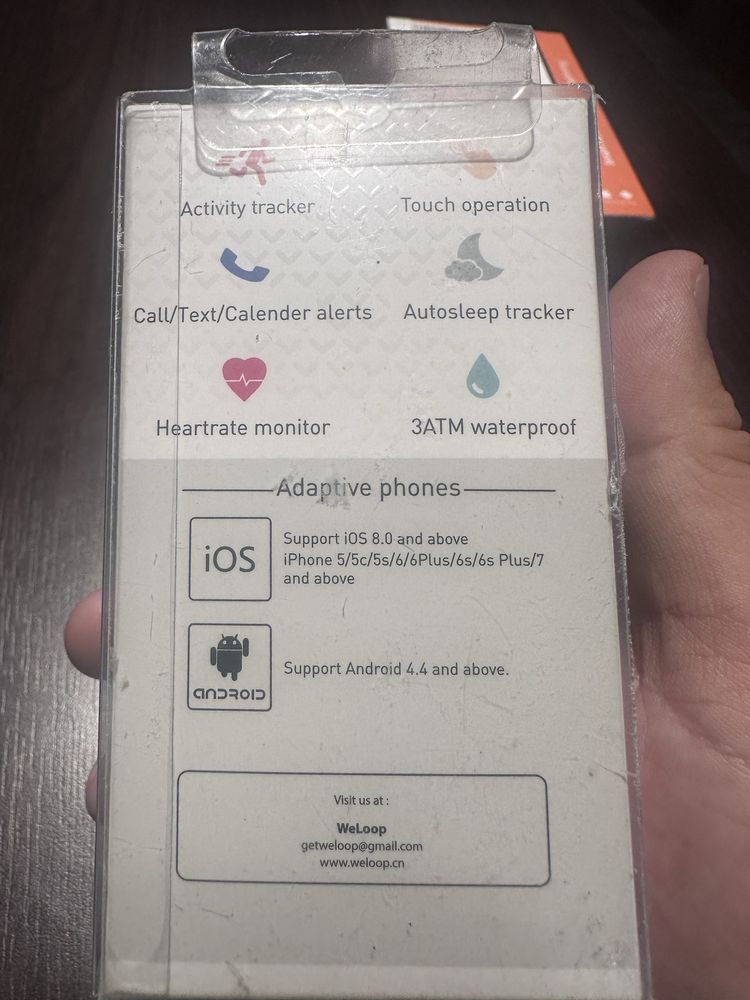 Activity tracker
Touch operation
Call/Text/Calender alerts
Autosleep tracker
Heartrate monitor
3ATM waterproof
Adaptive phones
iOS
Support iOS 8.0 and above
iPhone 5/5c/5s/6/6Plus/6s/6s Plus/7
and above
ANDROID
Support Android 4.4 and above.
Visit us at :
WeLoop
getweloop@gmail.com
www.weloop.cn